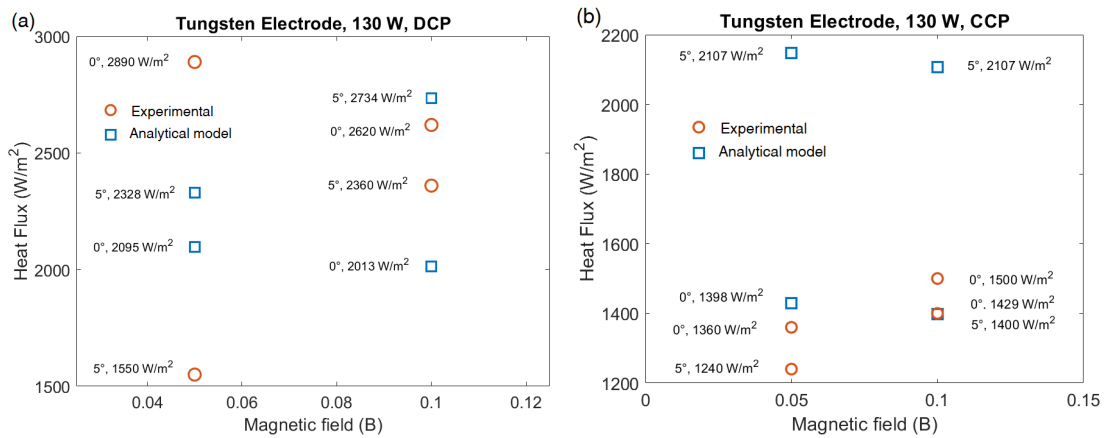 (a)
Tungsten Electrode, 130 W, DCP
3000
2500
2000
1500
Heat Flux (W/m²)
0°, 2890 W/m²
Experimental
Analytical model
5°, 2734 W/m²
0°, 2620 W/m²
5°, 2360 W/m²
5°, 2328 W/m²
0°, 2095 W/m²
0°, 2013 W/m²
5°, 1550 W/m²
0.04 0.06 0.08 0.1 0.12
Magnetic field (B)
(b)
Tungsten Electrode, 130 W, CCP
2200
2000
1800
1600
1400
1200
Heat Flux (W/m²)
5°, 2107 W/m²
5°, 2107 W/m²
Experimental
Analytical model
0°, 1500 W/m²
0°, 1398 W/m²
0°, 1429 W/m²
0°, 1360 W/m²
5°, 1400 W/m²
5°, 1240 W/m²
0 0.05 0.1 0.15
Magnetic field (B)